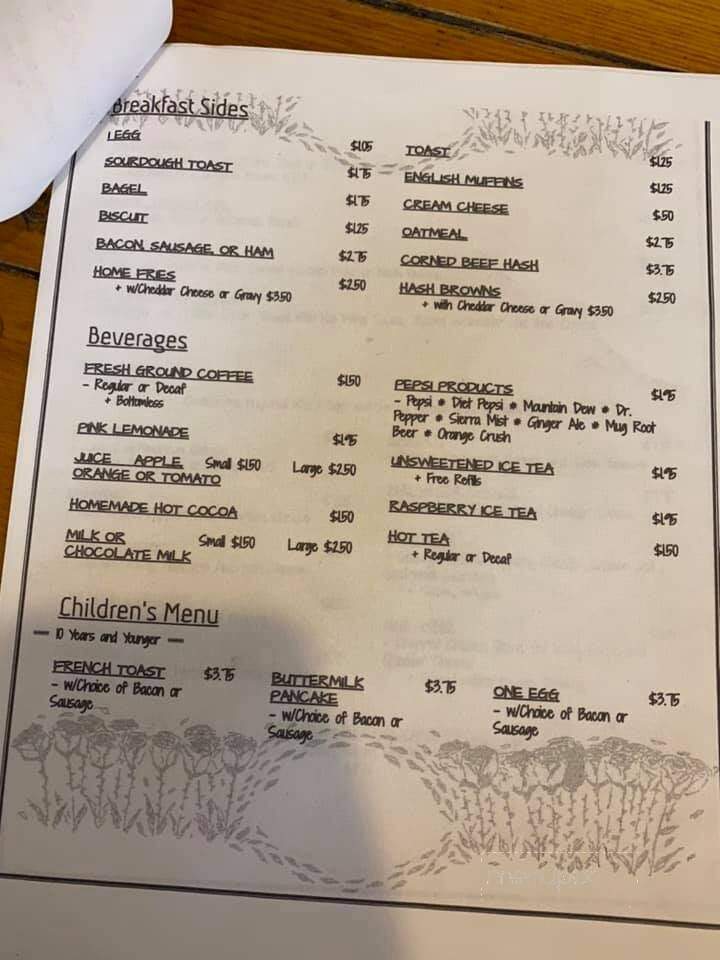 Breakfast Sides
1 EGG $1.05
SOURDOUGH TOAST $1.75
BAGEL $1.75
BISCUIT $1.25
BACON, SAUSAGE, OR HAM $2.75
HOME FRIES $2.50
+ w/Cheddar Cheese or Gravy $3.50
TOAST $1.25
ENGLISH MUFFINS $1.25
CREAM CHEESE $.50
OATMEAL $2.75
CORNED BEEF HASH $3.75
HASH BROWNS $2.50
+ with Cheddar Cheese or Gravy $3.50
Beverages
FRESH GROUND COFFEE $1.50
- Regular or Decaf
+ Bottomless
PINK LEMONADE $1.95
JUICE APPLE, Small $1.50 Large $2.50
ORANGE OR TOMATO
HOMEMADE HOT COCOA $1.50
MILK OR Small $1.50 Large $2.50
CHOCOLATE MILK
PEPSI PRODUCTS $1.95
- Pepsi * Diet Pepsi * Mountain Dew * Dr.
Pepper * Sierra Mist * Ginger Ale * Mug Root
Beer * Orange Crush
UNSWEETENED ICE TEA $1.95
+ Free Refills
RASPBERRY ICE TEA $1.95
HOT TEA $1.50
+ Regular or Decaf
Children's Menu
— 10 Years and Younger —
FRENCH TOAST $3.75
- w/Choice of Bacon or
Sausage
BUTTERMILK $3.75
PANCAKE
- w/Choice of Bacon or
Sausage
ONE EGG $3.75
- w/Choice of Bacon or
Sausage